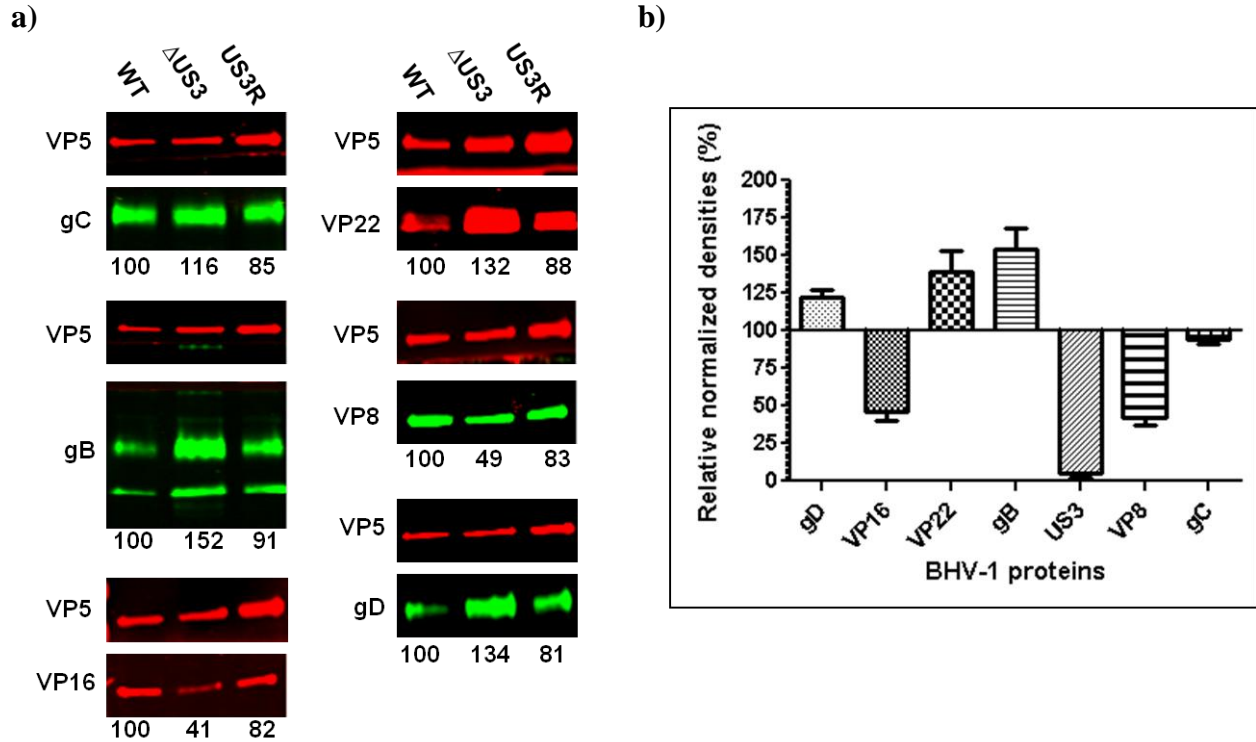 a)
WT ΔUS3 US3R
VP5
gC
100 116 85
VP5
gB
100 152 91
VP5
VP16
100 41 82
WT ΔUS3 US3R
VP5
VP22
100 132 88
VP5
VP8
100 49 83
VP5
gD
100 134 81
b)
Relative normalized densities (%)
200
175
150
125
100
75
50
25
0
gD VP16 VP22 gB US3 VP8 gC
BHV-1 proteins